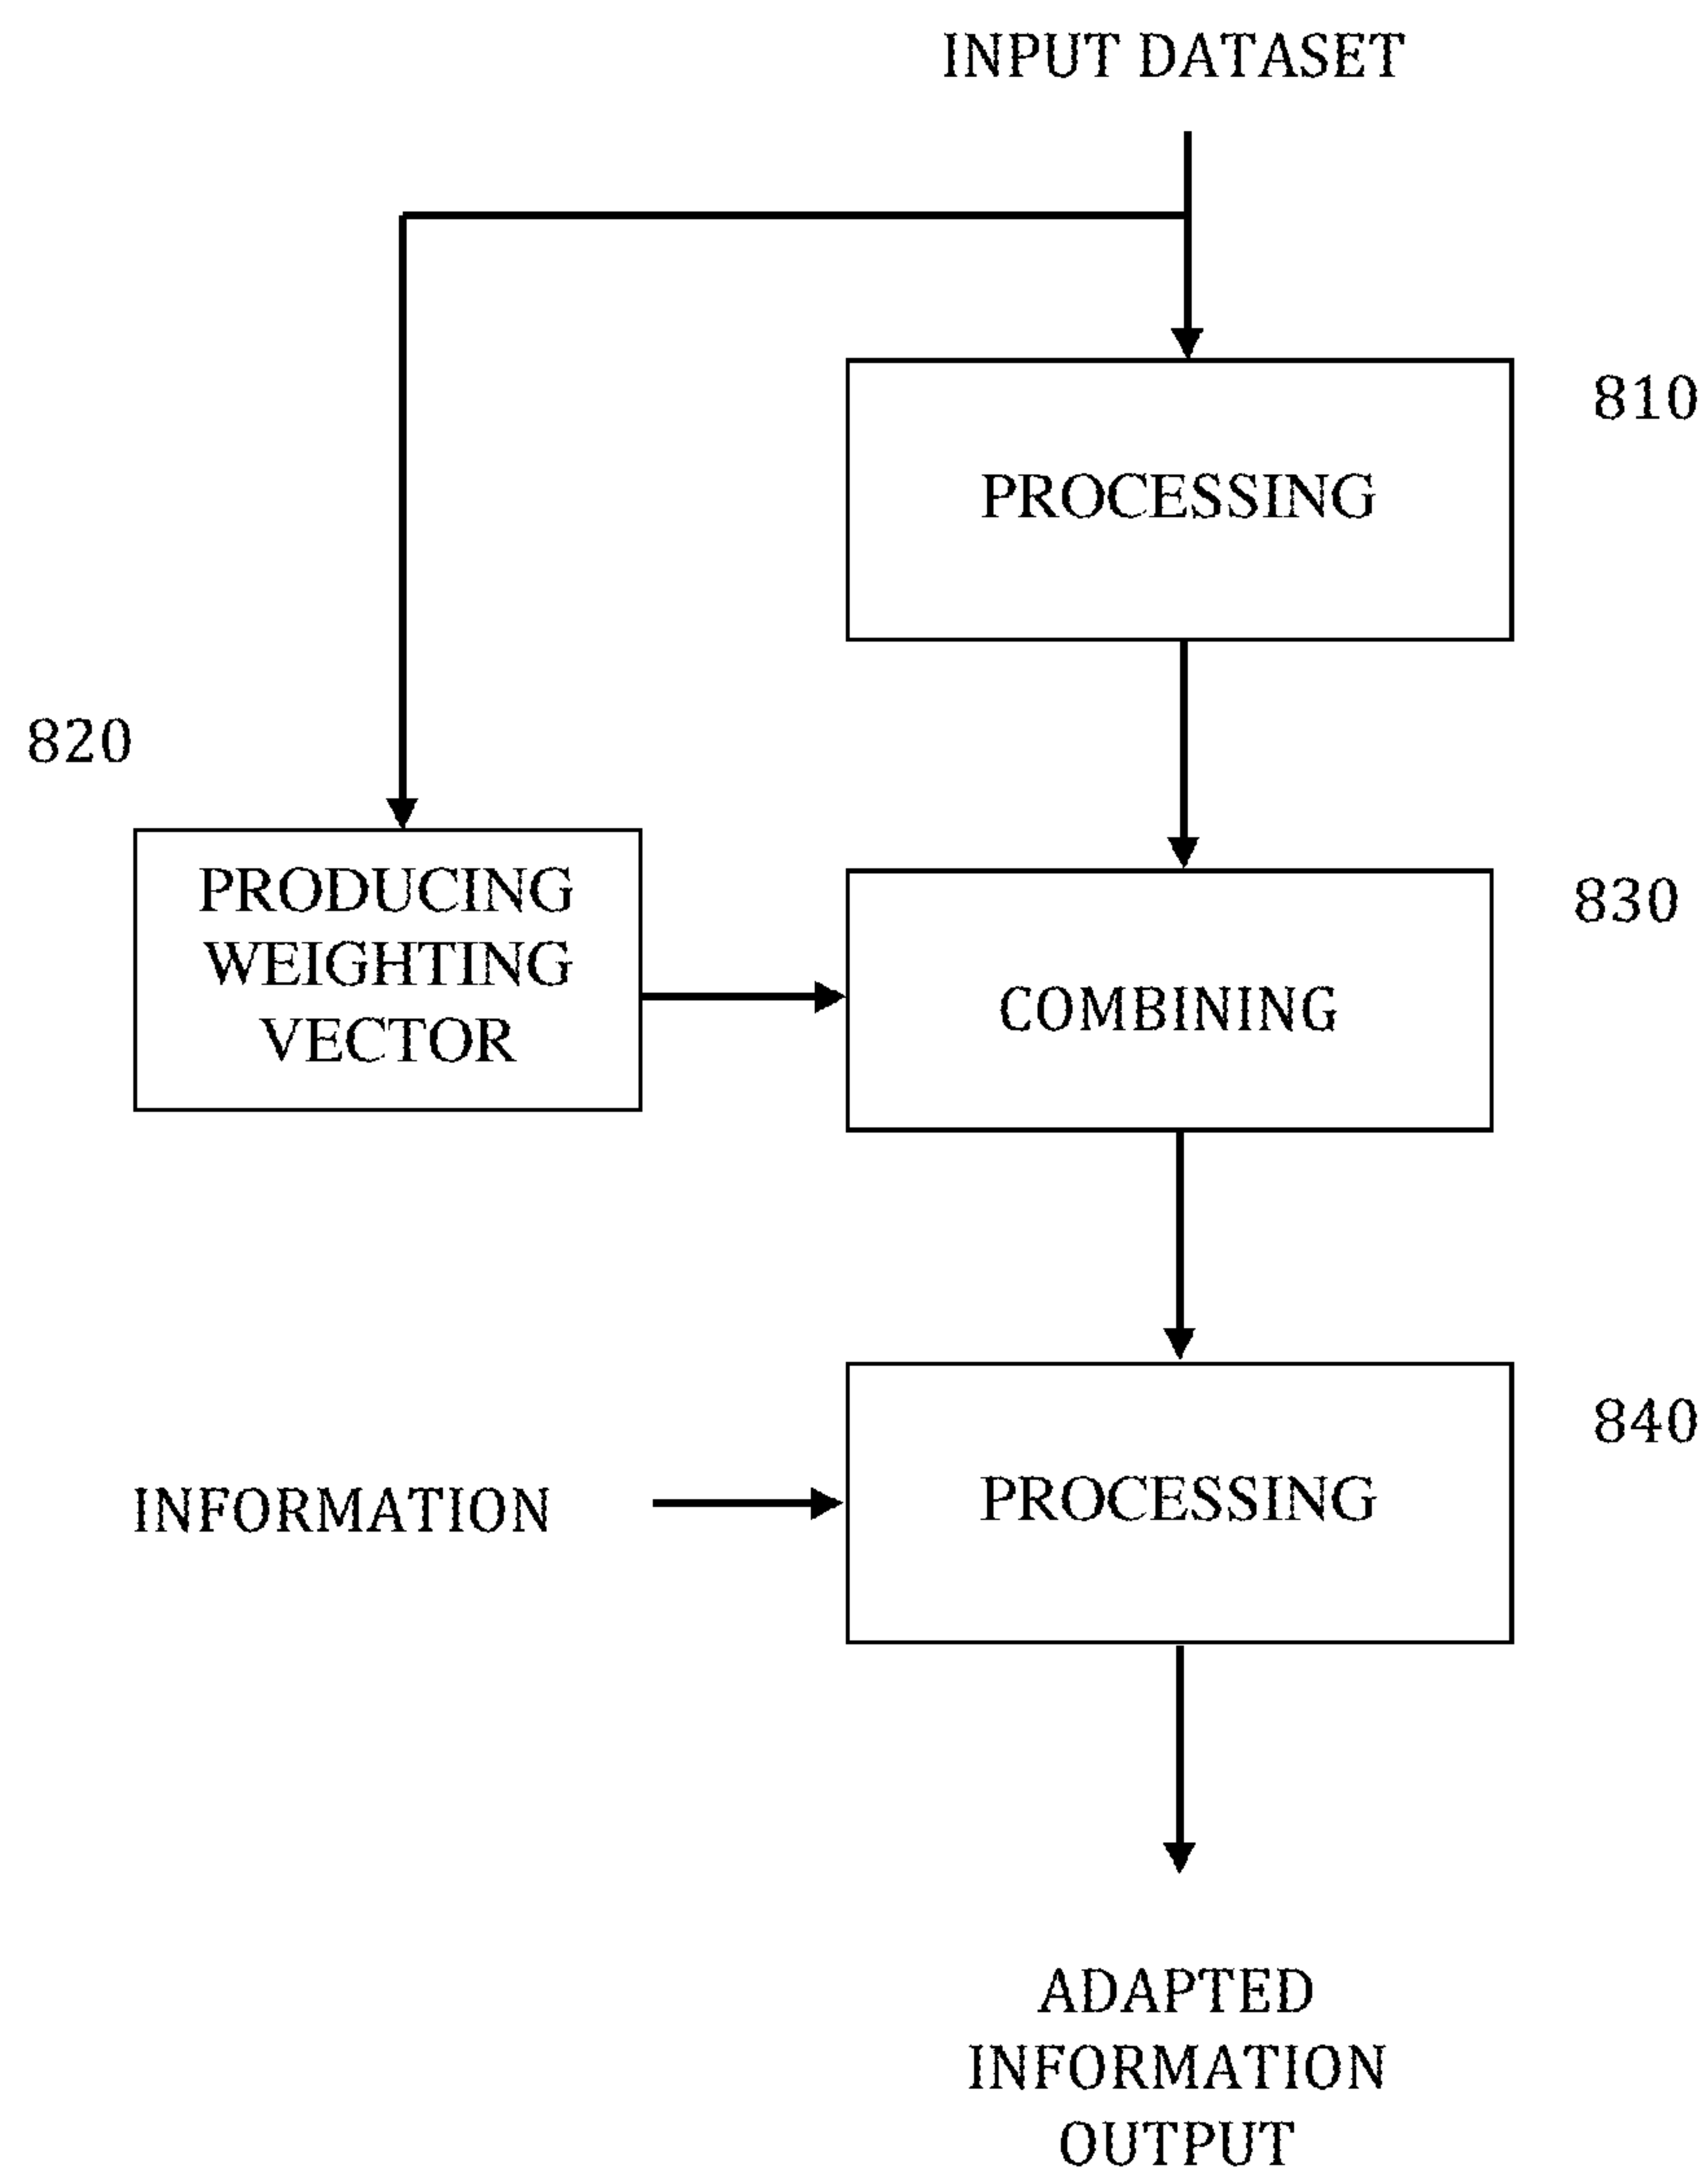 INPUT DATASET
810
PROCESSING
820
PRODUCING
WEIGHTING
VECTOR
830
COMBINING
840
PROCESSING
INFORMATION
ADAPTED
INFORMATION
OUTPUT